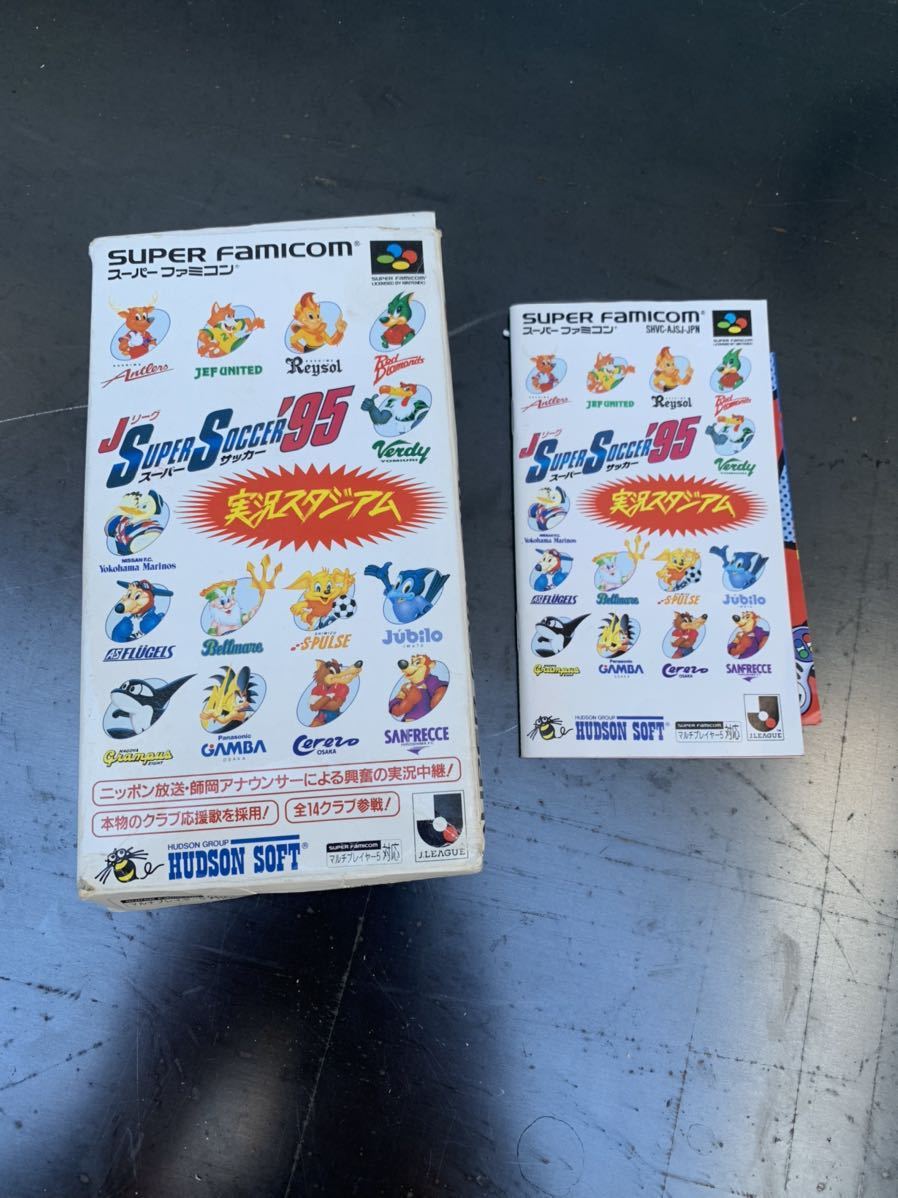 SUPER FAMICOM®
スーパーファミコン®
SUPER FAMICOM®
LICENSED BY NINTENDO
KASHIMA
Antlers
JEF UNITED
KASHIWA
Reysol
Red Diamonds
Jリーグ
SUPER SOCCER '95
スーパー サッカー
Verdy
YOMIURI
実況スタジアム
NISSAN F.C.
Yokohama Marinos
AS FLÜGELS
Bellmare
SHIMIZU
S-PULSE
Júbilo
IWATA
NAGOYA
Grampus
EIGHT
Panasonic
GAMBA
OSAKA
Cerezo
OSAKA
SANFRECCE
ニッポン放送・師岡アナウンサーによる興奮の実況中継!
本物のクラブ応援歌を採用!
全14クラブ参戦!
HUDSON GROUP
HUDSON SOFT®
SUPER FAMICOM
マルチプレイヤー5対応
J.LEAGUE
SUPER FAMICOM®
スーパーファミコン®
SHVC-AJSJ-JPN
SUPER FAMICOM
Antlers
JEF UNITED
Reysol
Red Diamonds
Jリーグ
SUPER SOCCER '95
スーパー サッカー
Verdy
実況スタジアム
NISSAN F.C.
Yokohama Marinos
AS FLÜGELS
Bellmare
S-PULSE
Júbilo
IWATA
Grampus
Panasonic
GAMBA
OSAKA
Cerezo
OSAKA
SANFRECCE
HUDSON GROUP
HUDSON SOFT
SUPER FAMICOM
マルチプレイヤー5対応
J.LEAGUE